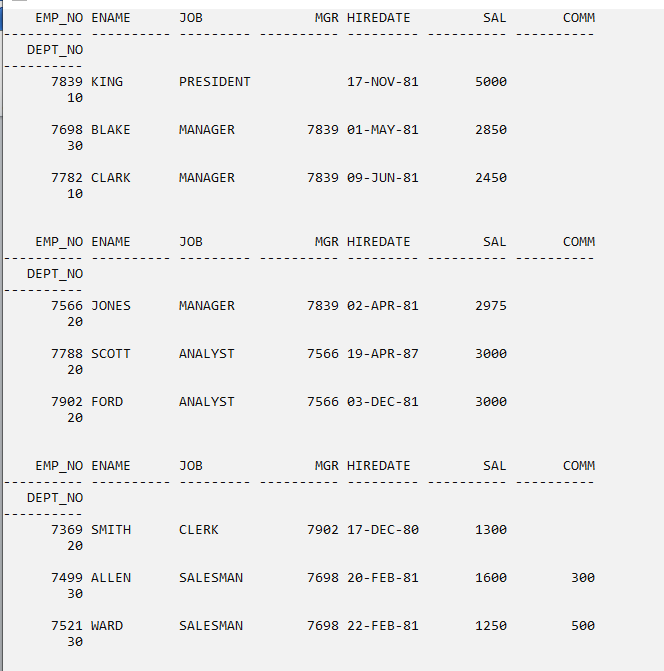 EMP_NO ENAME      JOB              MGR HIREDATE         SAL       COMM
---------- ---------- --------- ---------- --------- ---------- ----------
DEPT_NO
----------
7839 KING       PRESIDENT            17-NOV-81       5000
10
7698 BLAKE      MANAGER         7839 01-MAY-81       2850
30
7782 CLARK      MANAGER         7839 09-JUN-81       2450
10
EMP_NO ENAME      JOB              MGR HIREDATE         SAL       COMM
---------- ---------- --------- ---------- --------- ---------- ----------
DEPT_NO
----------
7566 JONES      MANAGER         7839 02-APR-81       2975
20
7788 SCOTT      ANALYST         7566 19-APR-87       3000
20
7902 FORD       ANALYST         7566 03-DEC-81       3000
20
EMP_NO ENAME      JOB              MGR HIREDATE         SAL       COMM
---------- ---------- --------- ---------- --------- ---------- ----------
DEPT_NO
----------
7369 SMITH      CLERK           7902 17-DEC-80       1300
20
7499 ALLEN      SALESMAN        7698 20-FEB-81       1600        300
30
7521 WARD       SALESMAN        7698 22-FEB-81       1250        500
30